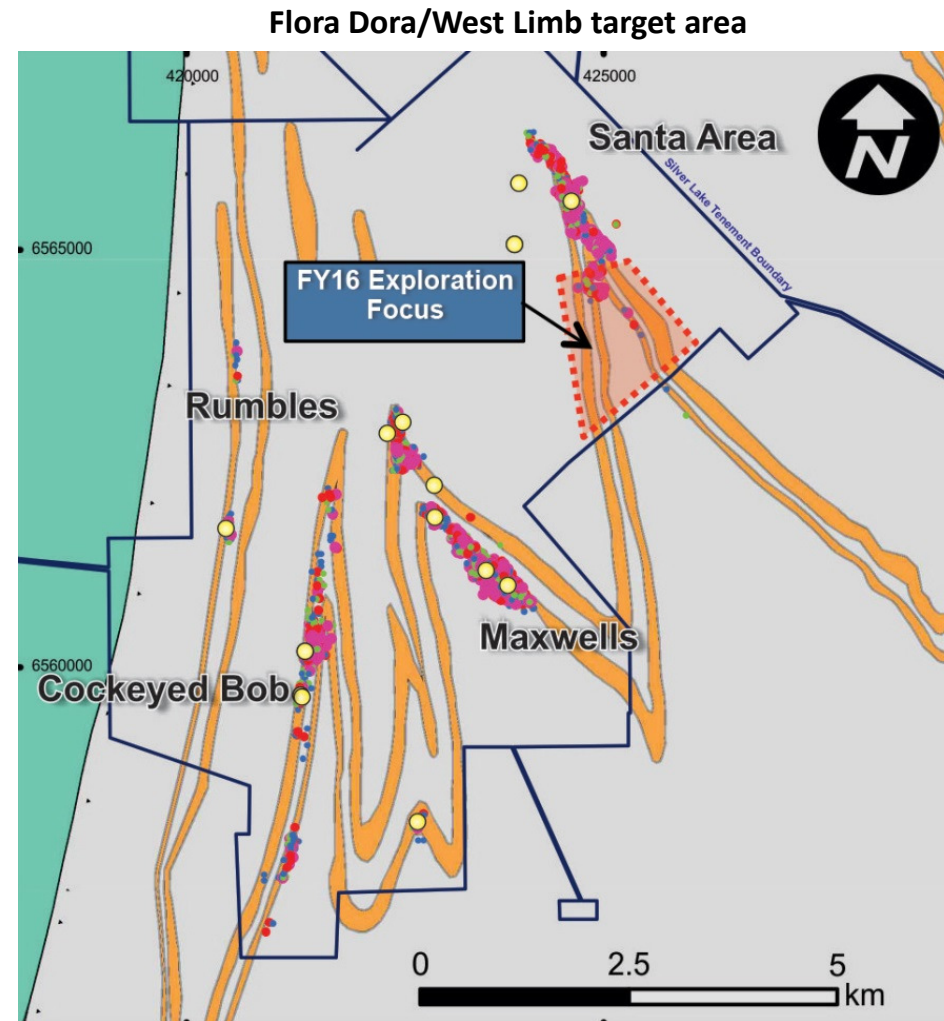 Flora Dora/West Limb target area
420000
425000
Santa Area
N
Silver Lake Tenement Boundary
6565000
FY16 Exploration
Focus
Rumbles
Maxwells
6560000
Cockeyed Bob
0
2.5
5
km